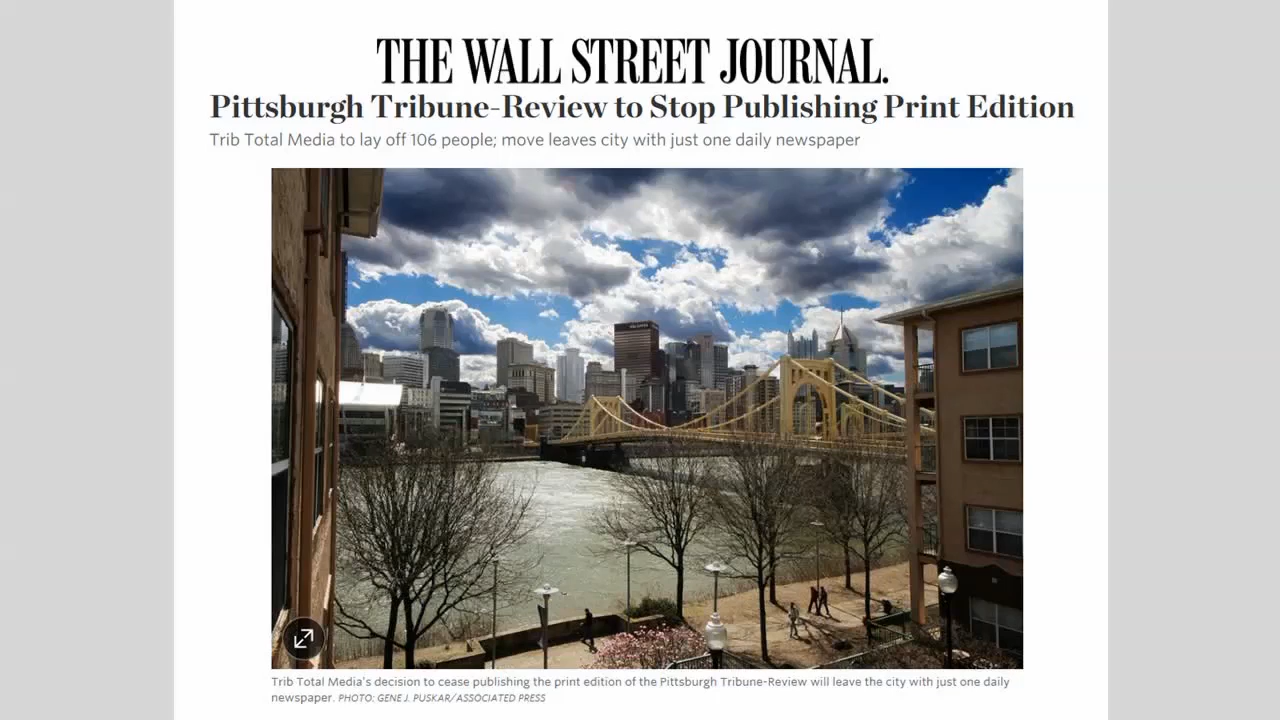 THE WALL STREET JOURNAL.
Pittsburgh Tribune-Review to Stop Publishing Print Edition
Trib Total Media to lay off 106 people; move leaves city with just one daily newspaper
Trib Total Media's decision to cease publishing the print edition of the Pittsburgh Tribune-Review will leave the city with just one daily
newspaper. PHOTO: GENE J. PUSKAR/ASSOCIATED PRESS